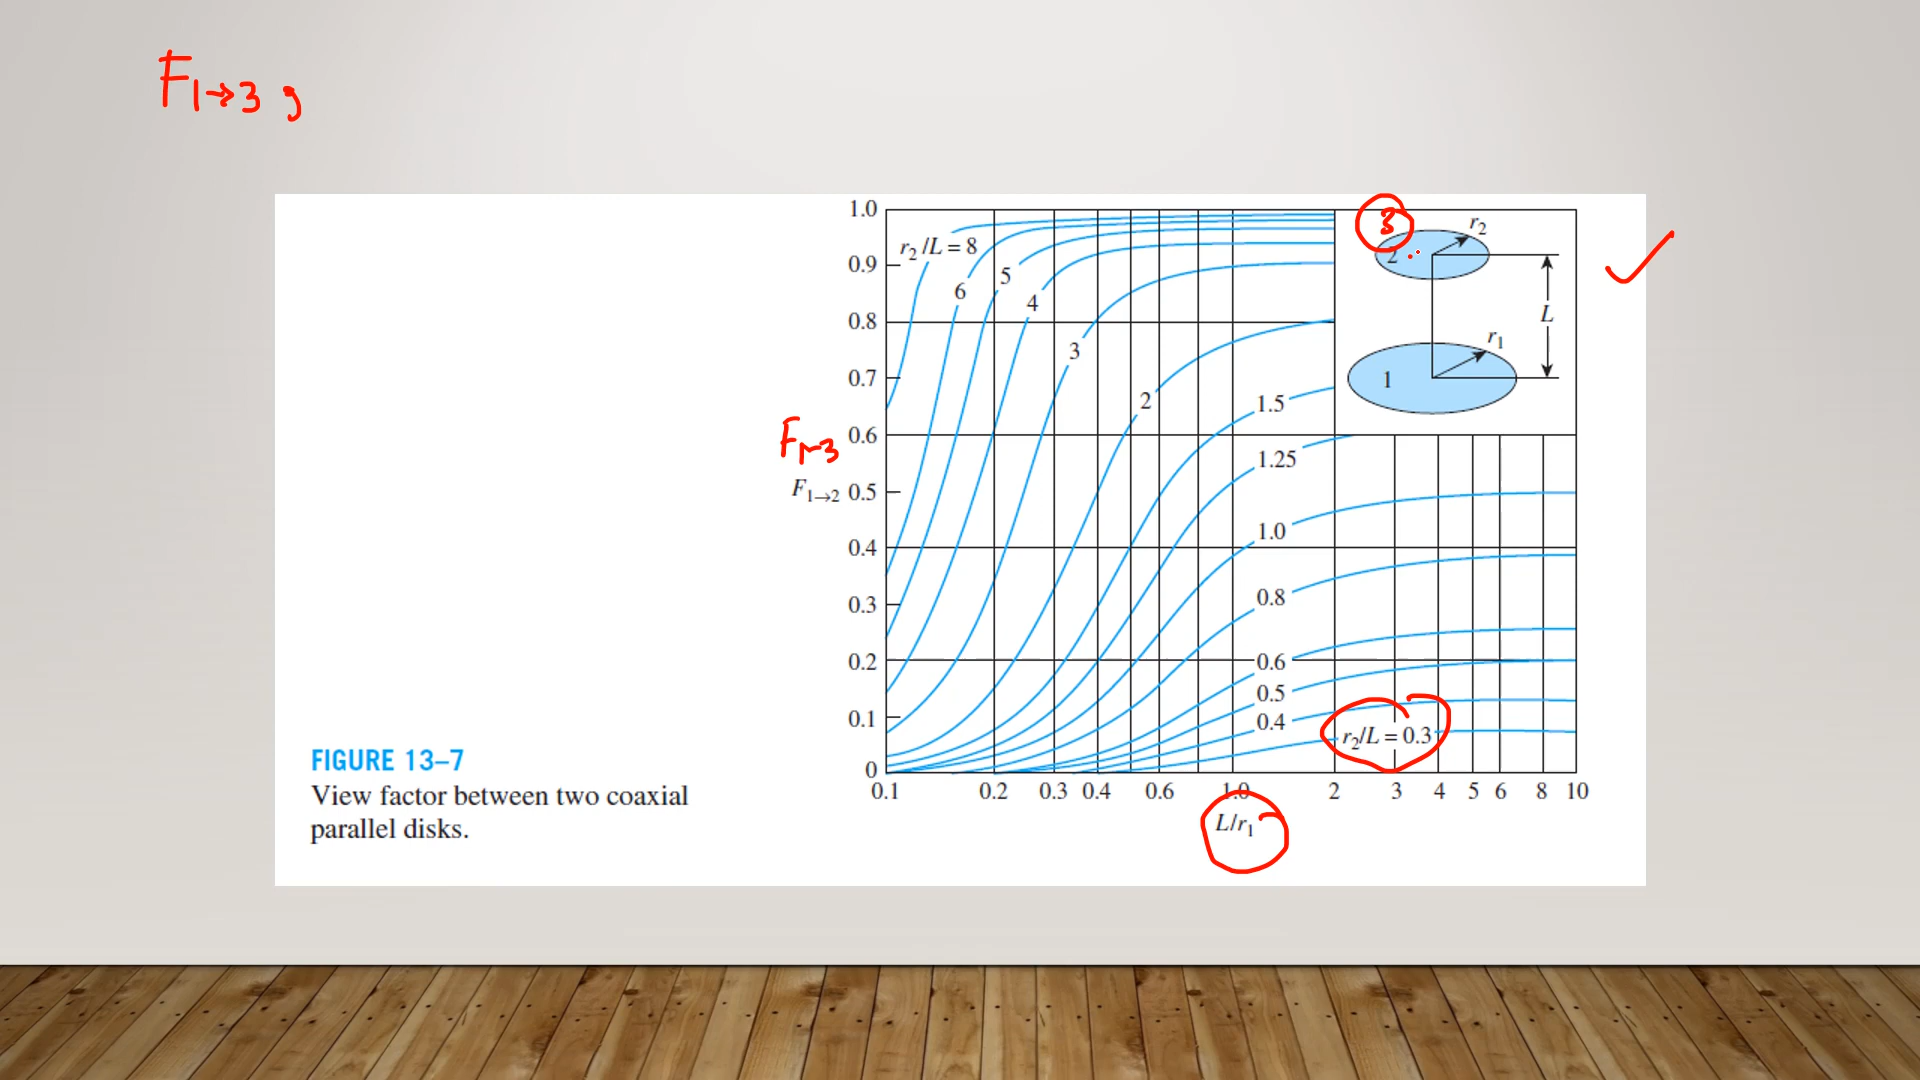 F1→3 ,
1.0
0.9
0.8
0.7
0.6
0.5
0.4
0.3
0.2
0.1
0
F1→3
F1→2
r2/L = 8
6
5
4
3
2
1.5
1.25
1.0
0.8
0.6
0.5
0.4
r2/L = 0.3
3
2
r2
L
r1
1
0.1 0.2 0.3 0.4 0.6 1.0 2 3 4 5 6 8 10
L/r1
FIGURE 13–7
View factor between two coaxial
parallel disks.